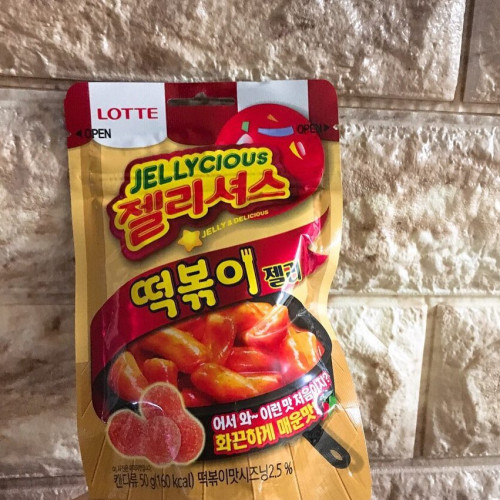 LOTTE
OPEN
OPEN
JELLYCIOUS
젤리셔스
JELLY & DELICIOUS
떡볶이 젤리
어서 와~ 이런 맛 처음이지?
화끈하게 매운맛
캔디류 50 g (160 kcal) 떡볶이맛시즈닝 2.5 %